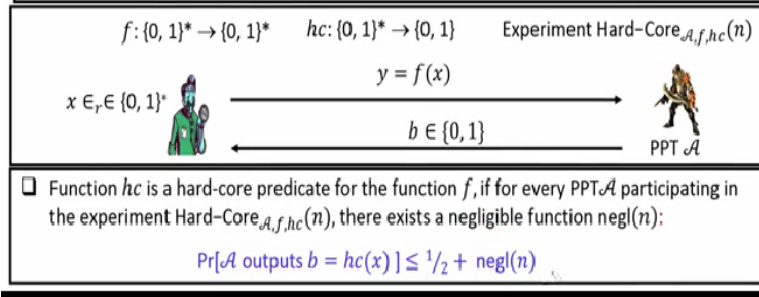 f: {0, 1}* → {0, 1}* hc: {0, 1}* → {0, 1} Experiment Hard–Core𝒜,f,hc(n)
y = f(x)
x ∈r∈ {0, 1}*
b ∈ {0, 1}
PPT 𝒜
❑ Function hc is a hard-core predicate for the function f, if for every PPT𝒜 participating in
the experiment Hard–Core𝒜,f,hc(n), there exists a negligible function negl(n):
Pr[𝒜 outputs b = hc(x) ] ≤ 1/2 + negl(n)